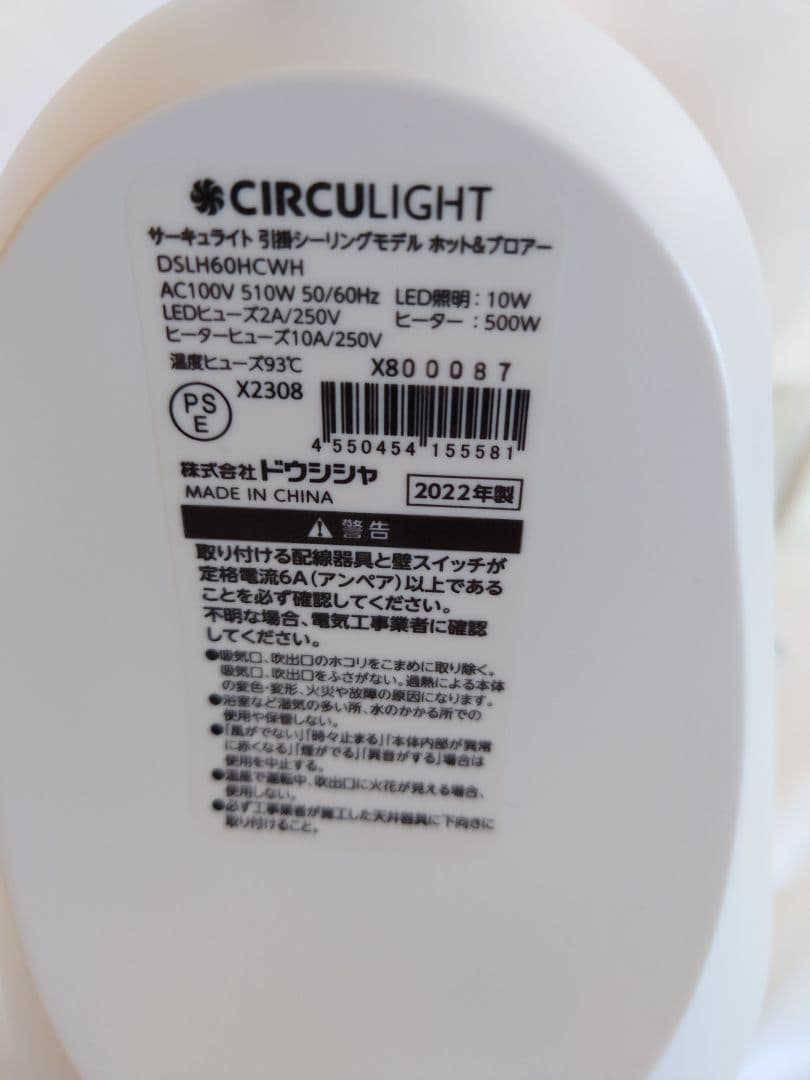 CIRCULIGHT
サーキュライト 引掛シーリングモデル ホット&ブロアー
DSLH60HCWH
AC100V 510W 50/60Hz LED照明:10W
LEDヒューズ2A/250V ヒーター:500W
ヒーターヒューズ10A/250V
温度ヒューズ93℃ X800087
PS
E
X2308
4 550454 155581
株式会社ドウシシャ
MADE IN CHINA 2022年製
警告
取り付ける配線器具と壁スイッチが
定格電流6A(アンペア)以上である
ことを必ず確認してください。
不明な場合、電気工事業者に確認
してください。
●吸気口、吹出口のホコリをこまめに取り除く。
吸気口、吹出口をふさがない。過熱による本体
の変色・変形、火災や故障の原因になります。
●浴室など湿気の多い所、水のかかる所での
使用や保管しない。
●「風がでない」「時々止まる」「本体内部が異常
に赤くなる」「煙がでる」「異音がする」場合は
使用を中止する。
●温風で運転中、吹出口に火花が見える場合、
使用しない。
●必ず工事業者が施工した天井器具に下向きに
取り付けること。